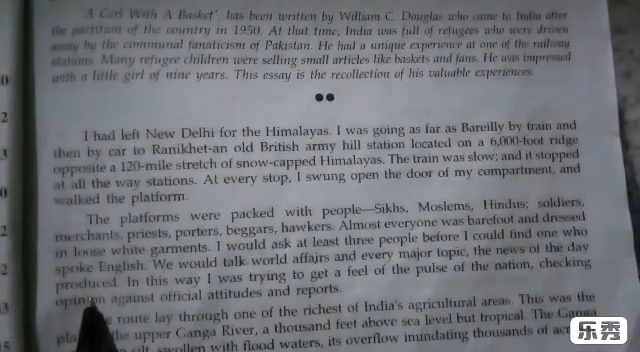 'A Girl With A Basket', has been written by William C. Douglas who came to India after
the partition of the country in 1950. At that time, India was full of refugees who were driven
away by the communal fanaticism of Pakistan. He had a unique experience at one of the railway
stations. Many refugee children were selling small articles like baskets and fans. He was impressed
with a little girl of nine years. This essay is the recollection of his valuable experiences.
I had left New Delhi for the Himalayas. I was going as far as Bareilly by train and
then by car to Ranikhet-an old British army hill station located on a 6,000-foot ridge
opposite a 120-mile stretch of snow-capped Himalayas. The train was slow; and it stopped
at all the way stations. At every stop, I swung open the door of my compartment, and
walked the platform.
The platforms were packed with people—Sikhs, Moslems, Hindus; soldiers,
merchants, priests, porters, beggars, hawkers. Almost everyone was barefoot and dressed
in loose white garments. I would ask at least three people before I could find one who
spoke English. We would talk world affairs and every major topic, the news of the day
produced. In this way I was trying to get a feel of the pulse of the nation, checking
opinion against official attitudes and reports.
route lay through one of the richest of India's agricultural areas. This was the
the upper Ganga River, a thousand feet above sea level but tropical. The Ganga
silt, swollen with flood waters, its overflow inundating thousands of
乐秀
0
2
3
0
2
2
3
15